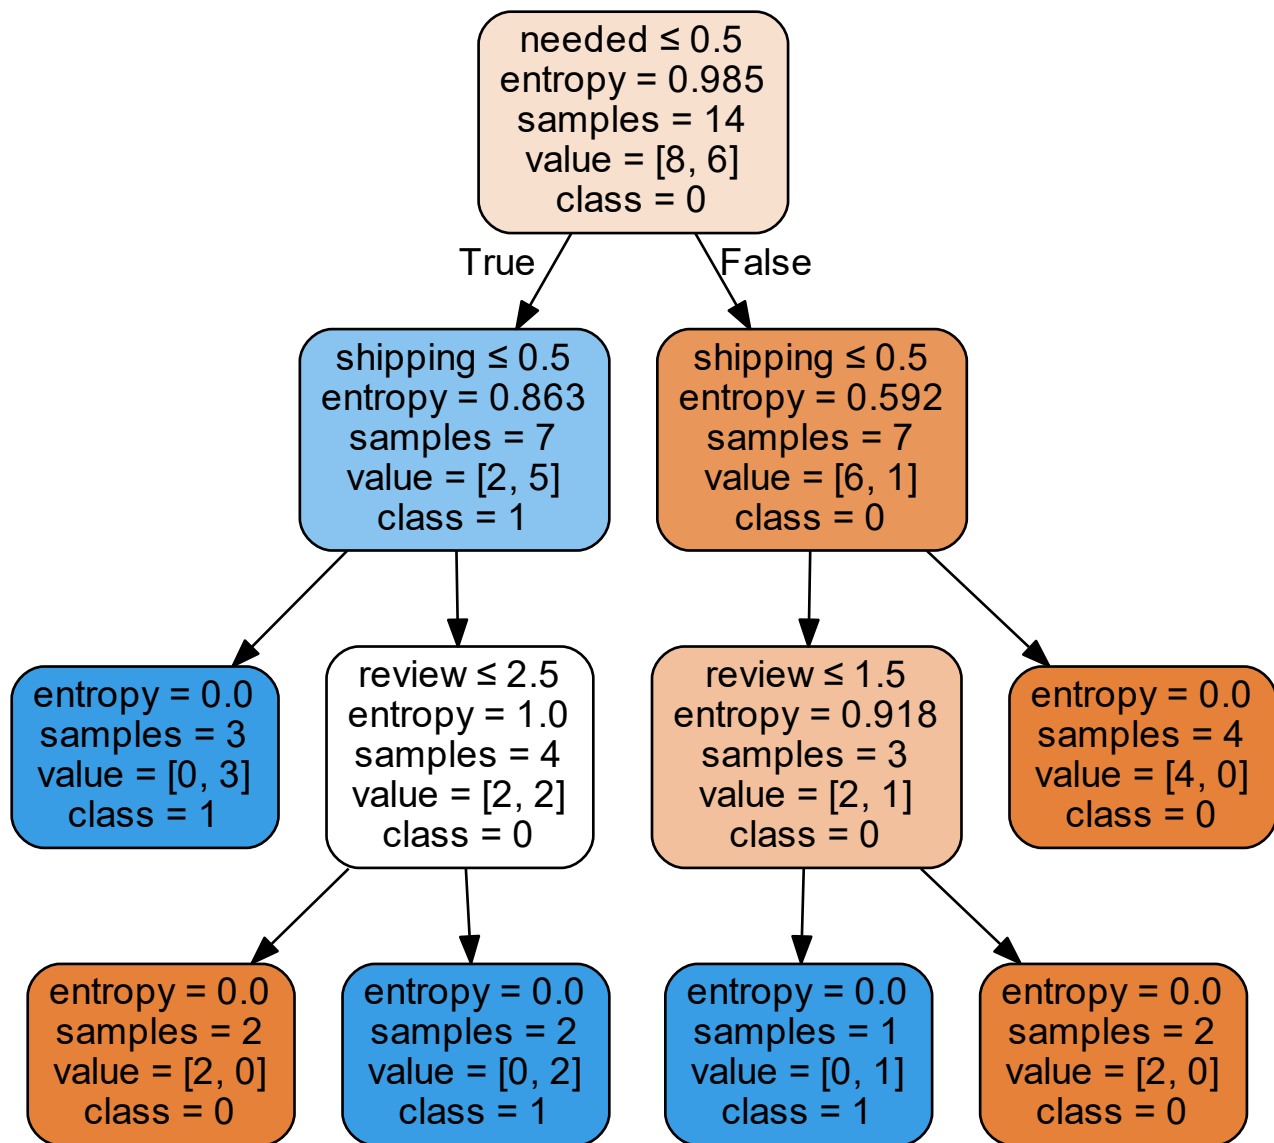 needed ≤ 0.5
entropy = 0.985
samples = 14
value = [8, 6]
class = 0
True
False
shipping ≤ 0.5
entropy = 0.863
samples = 7
value = [2, 5]
class = 1
shipping ≤ 0.5
entropy = 0.592
samples = 7
value = [6, 1]
class = 0
entropy = 0.0
samples = 3
value = [0, 3]
class = 1
review ≤ 2.5
entropy = 1.0
samples = 4
value = [2, 2]
class = 0
review ≤ 1.5
entropy = 0.918
samples = 3
value = [2, 1]
class = 0
entropy = 0.0
samples = 4
value = [4, 0]
class = 0
entropy = 0.0
samples = 2
value = [2, 0]
class = 0
entropy = 0.0
samples = 2
value = [0, 2]
class = 1
entropy = 0.0
samples = 1
value = [0, 1]
class = 1
entropy = 0.0
samples = 2
value = [2, 0]
class = 0